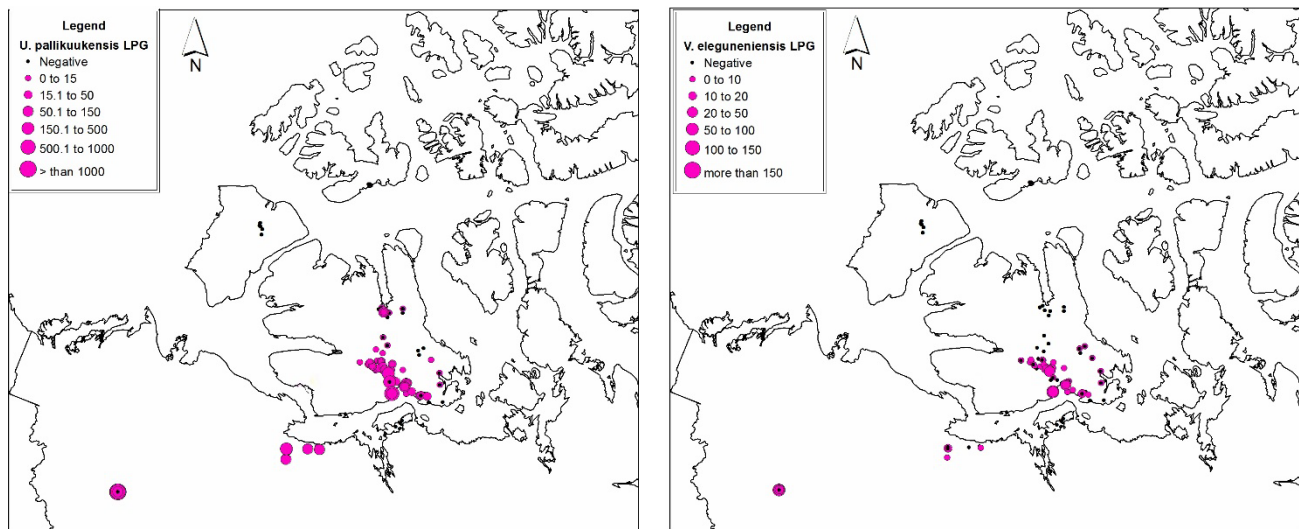 Legend
U. pallikuukensis LPG
Negative
0 to 15
15.1 to 50
50.1 to 150
150.1 to 500
500.1 to 1000
> than 1000
N
Legend
V. eleguneniensis LPG
Negative
0 to 10
10 to 20
20 to 50
50 to 100
100 to 150
more than 150
N